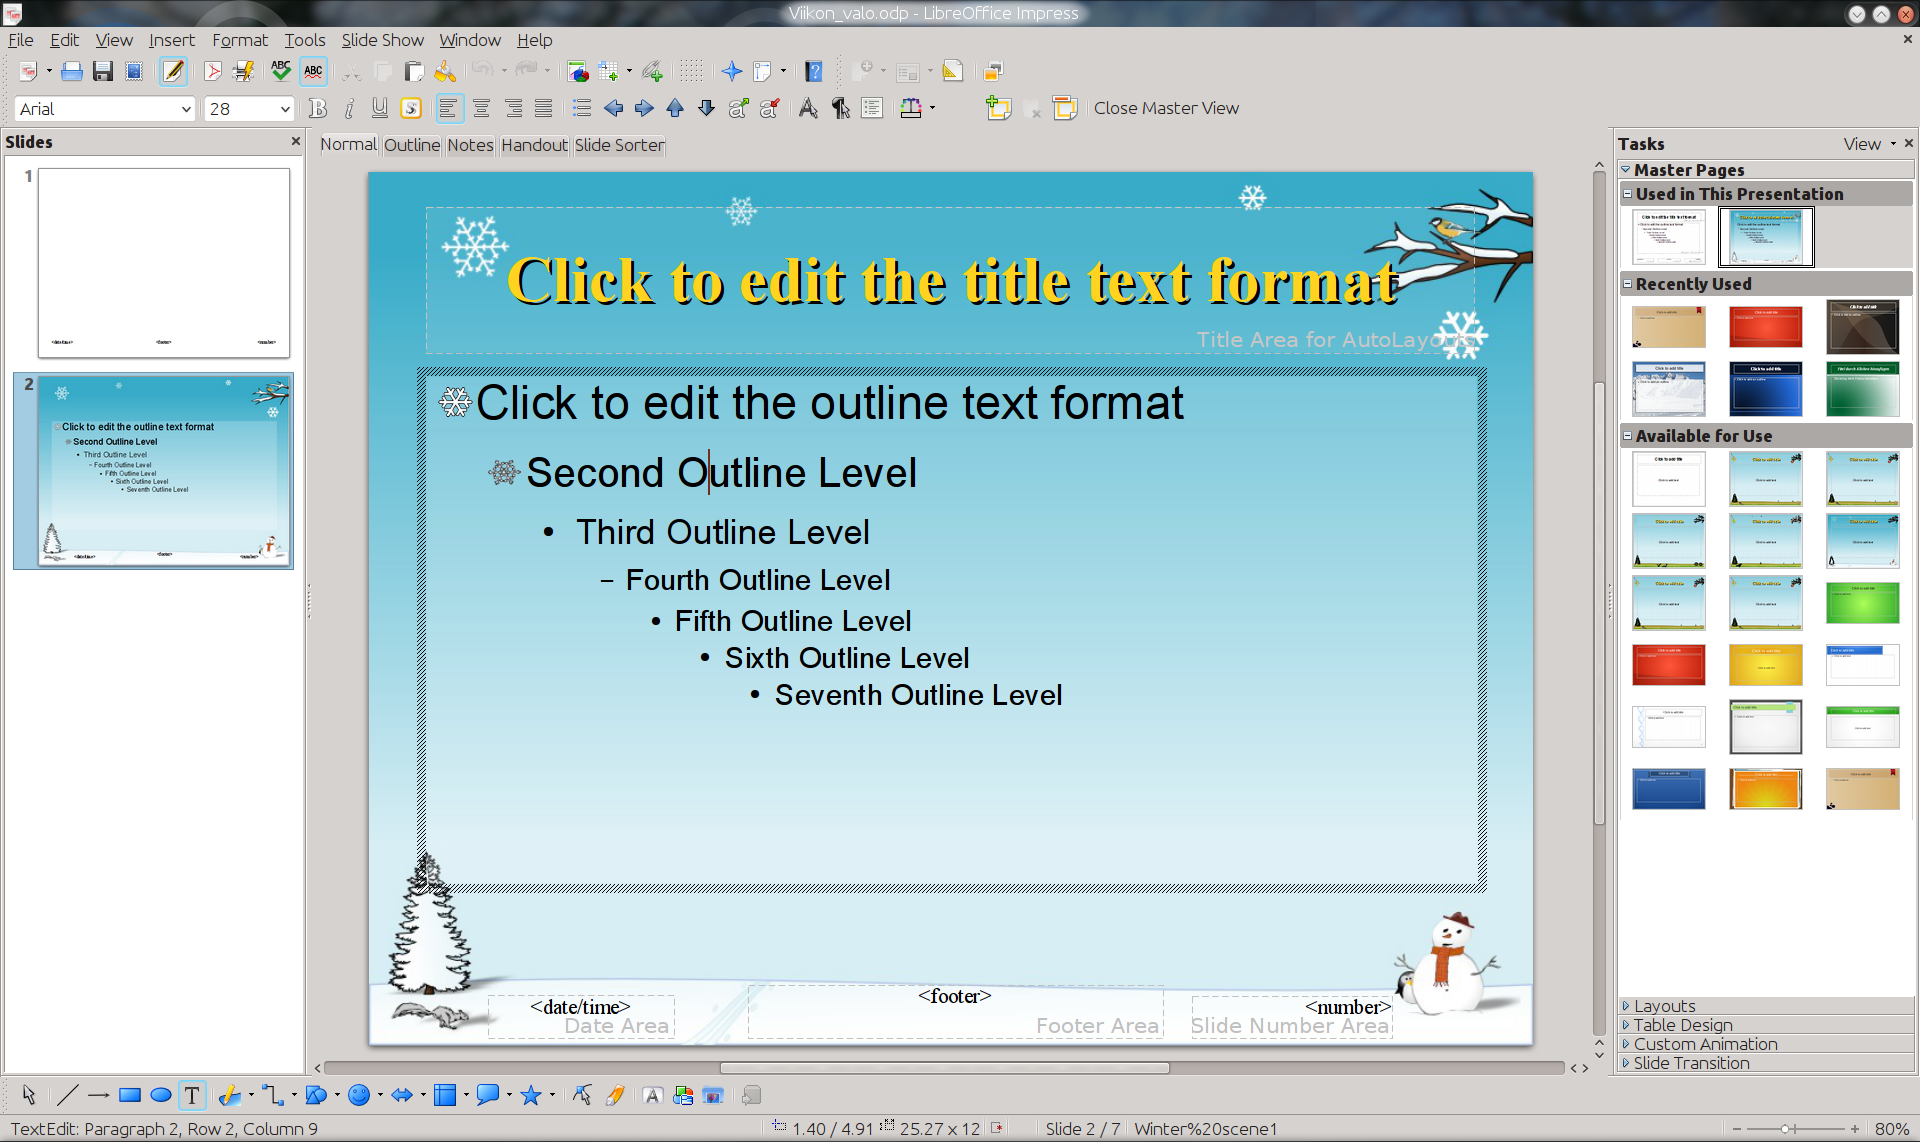 Viikon_valo.odp - LibreOffice Impress
File Edit View Insert Format Tools Slide Show Window Help
ABC ABC
Arial 28 B i U S Close Master View
Slides
Normal Outline Notes Handout Slide Sorter
Tasks View
1
<date/time> <footer> <number>
2
Click to edit the outline text format
Second Outline Level
Third Outline Level
Fourth Outline Level
Fifth Outline Level
Sixth Outline Level
Seventh Outline Level
<date/time> <footer> <number>
Click to edit the title text format
Title Area for AutoLayouts
Click to edit the outline text format
Second Outline Level
Third Outline Level
Fourth Outline Level
Fifth Outline Level
Sixth Outline Level
Seventh Outline Level
<date/time>
Date Area
<footer>
Footer Area
<number>
Slide Number Area
Master Pages
Used in This Presentation
Recently Used
Available for Use
Layouts
Table Design
Custom Animation
Slide Transition
TextEdit: Paragraph 2, Row 2, Column 9 1.40 / 4.91 25.27 x 12 Slide 2 / 7 Winter%20scene1 80%